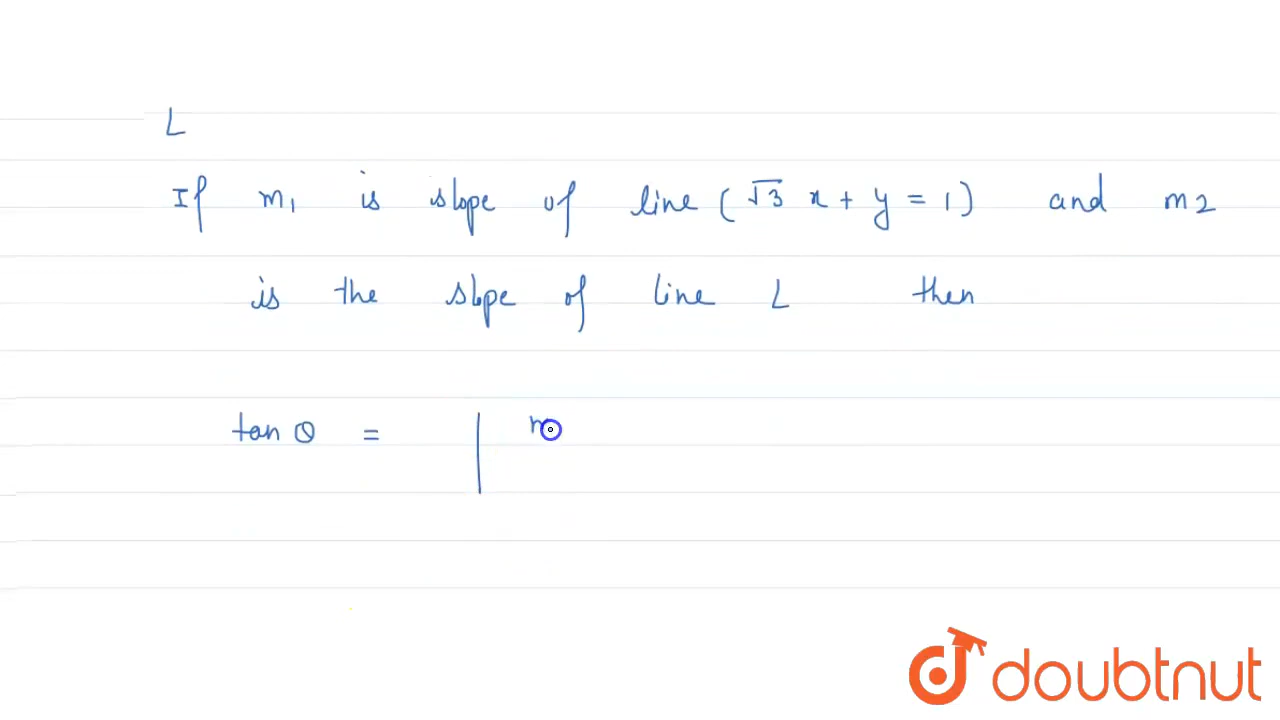 L
If m₁ is slope of line (√3 x + y = 1) and m2
is the slope of line L then
tan θ = |
doubtnut